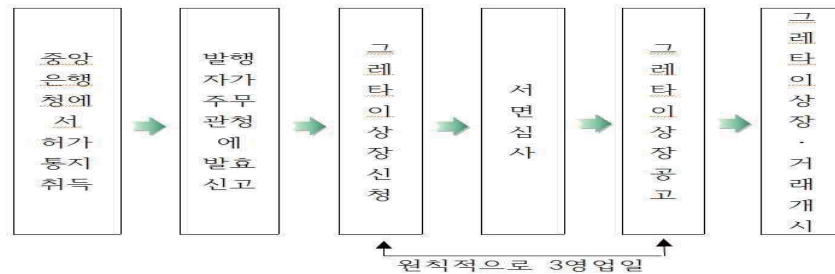 중앙
은행
청에
서
허가
통지
취득
발행
자가
주무
관청
에
발효
신고
그
레
타
이
상
장
신
청
서
면
심
사
그
레
타
이
상
장
공
고
그
레
타
이
상
장
·
거
래
개
시
원칙적으로 3영업일